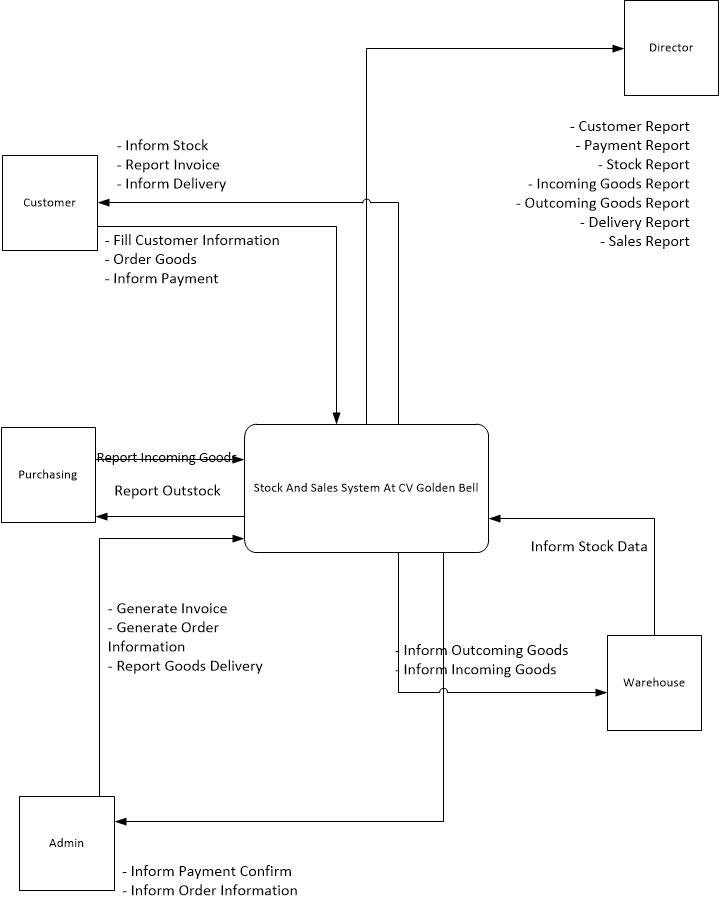 Director
- Customer Report
- Payment Report
- Stock Report
- Incoming Goods Report
- Outcoming Goods Report
- Delivery Report
- Sales Report
- Inform Stock
- Report Invoice
- Inform Delivery
Customer
- Fill Customer Information
- Order Goods
- Inform Payment
Purchasing
Report Incoming Goods
Report Outstock
Stock And Sales System At CV Golden Bell
Inform Stock Data
- Generate Invoice
- Generate Order
Information
- Report Goods Delivery
- Inform Outcoming Goods
- Inform Incoming Goods
Warehouse
Admin
- Inform Payment Confirm
- Inform Order Information